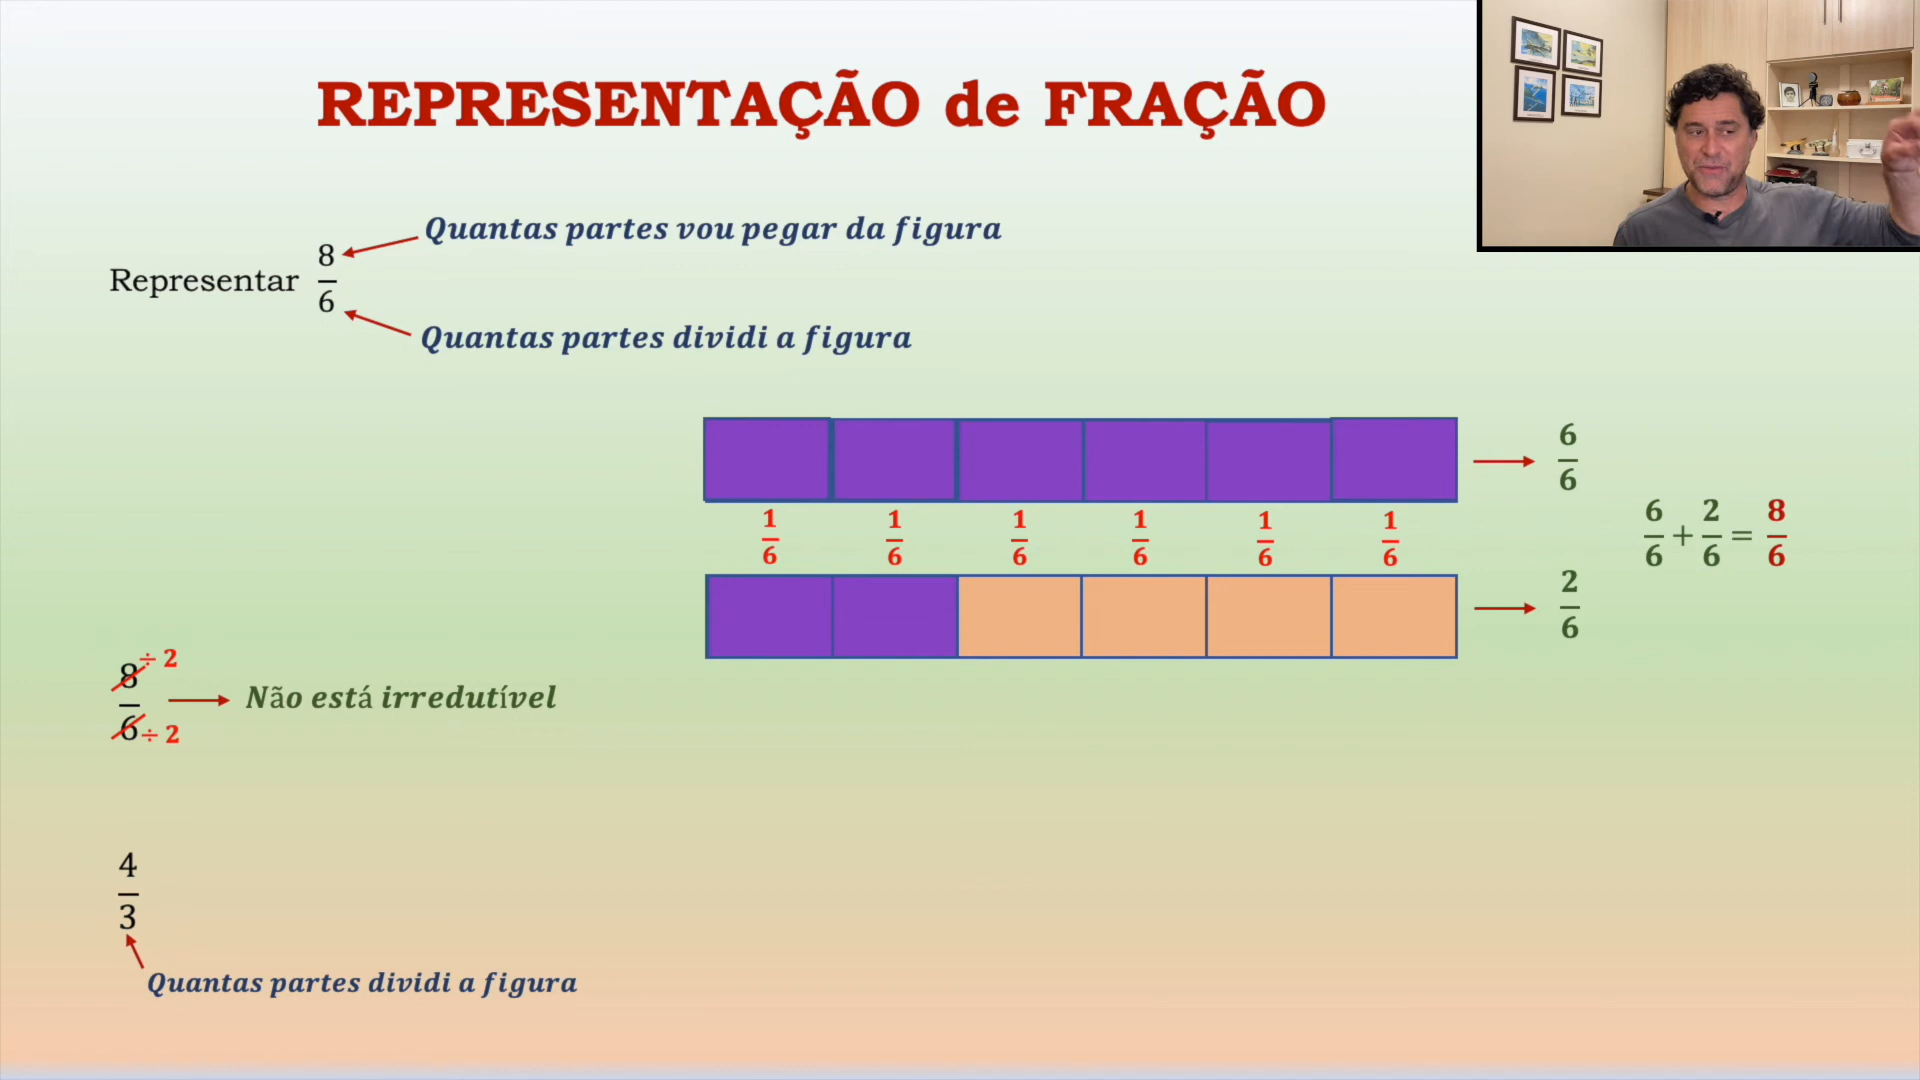 REPRESENTAÇÃO de FRAÇÃO
Quantas partes vou pegar da figura
Representar 8/6
Quantas partes dividi a figura
6/6
1/6 1/6 1/6 1/6 1/6 1/6
6/6 + 2/6 = 8/6
2/6
8 ÷ 2
6 ÷ 2
Não está irredutível
4/3
Quantas partes dividi a figura